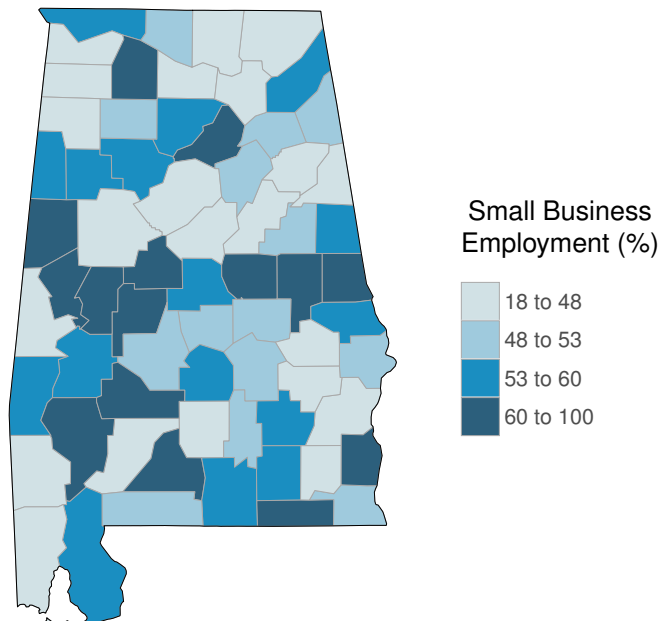 Small Business
Employment (%)
18 to 48
48 to 53
53 to 60
60 to 100